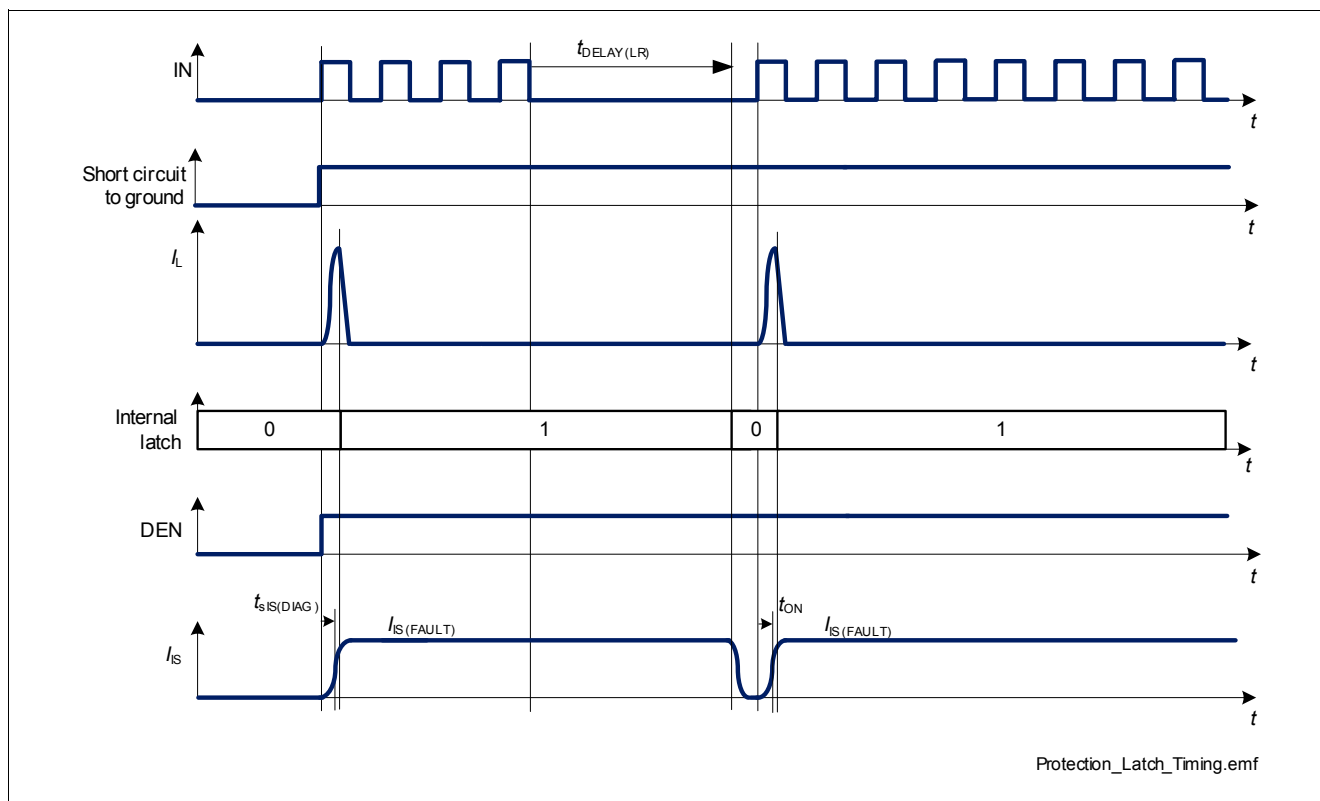 IN
tDELAY(LR)
t
Short circuit
to ground
t
IL
t
Internal
latch
0
1
0
1
t
DEN
t
tsIS(DIAG)
tON
IIS(FAULT)
IIS(FAULT)
IIS
t
Protection_Latch_Timing.emf